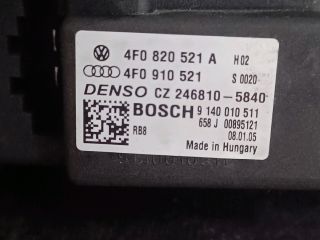 4F0 820 521 A H02
4F0 910 521 S 0020
DENSO CZ 246810-5840
BOSCH 9 140 010 511
658 J 00895121
RB8 08.01.05
Made in Hungary